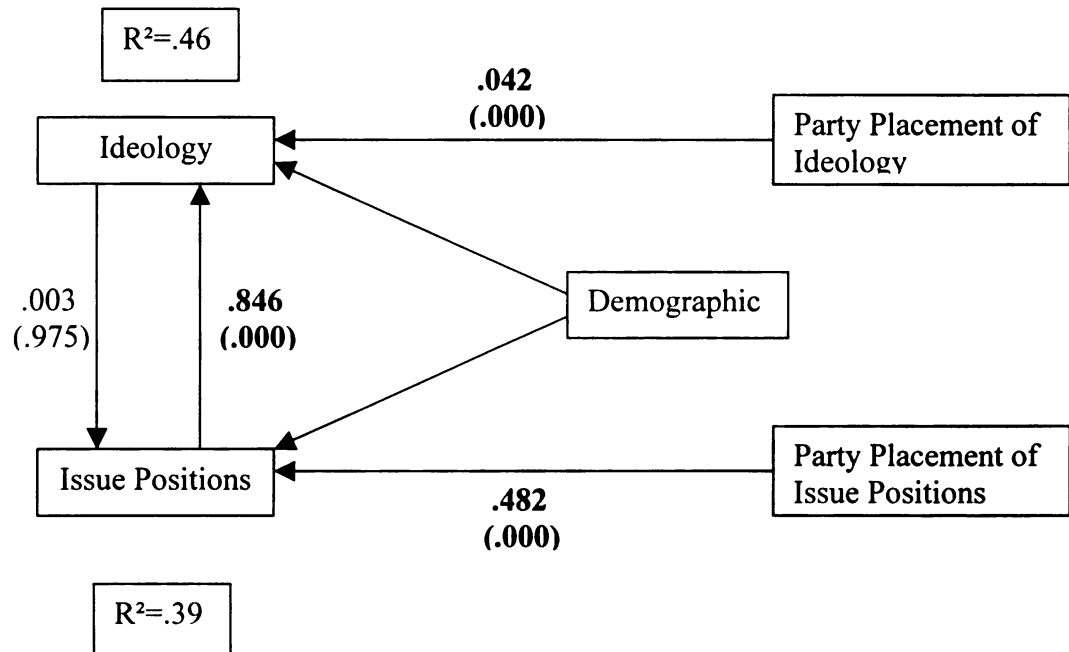 R²=.46
.042
(.000)
Ideology
Party Placement of
Ideology
.003
(.975)
.846
(.000)
Demographic
Issue Positions
.482
(.000)
Party Placement of
Issue Positions
R²=.39